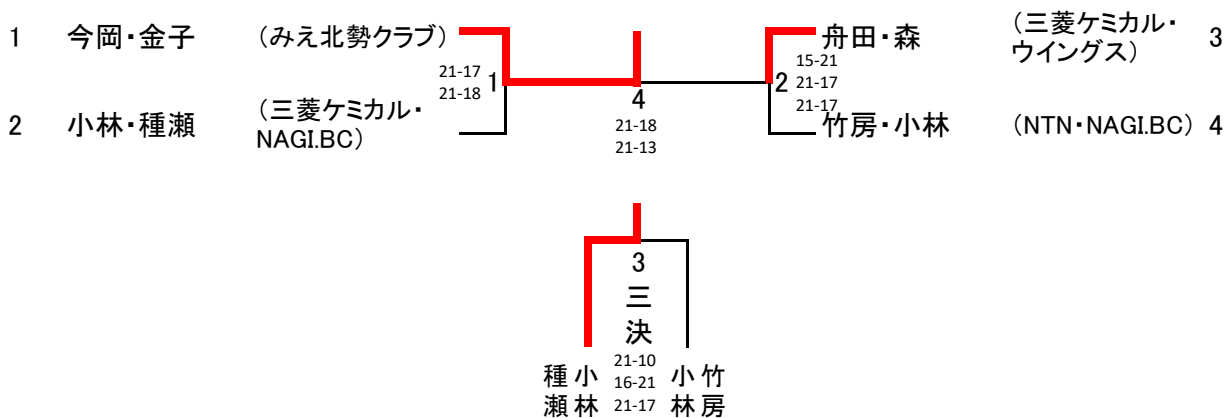 1 今岡・金子 (みえ北勢クラブ)
2 小林・種瀬 (三菱ケミカル・
NAGI.BC)
21-17
21-18
1
4
21-18
21-13
2
15-21
21-17
21-17
舟田・森 (三菱ケミカル・
ウイングス) 3
竹房・小林 (NTN・NAGI.BC) 4
3
三
決
21-10
16-21
21-17
小林
種瀬
竹房
小林